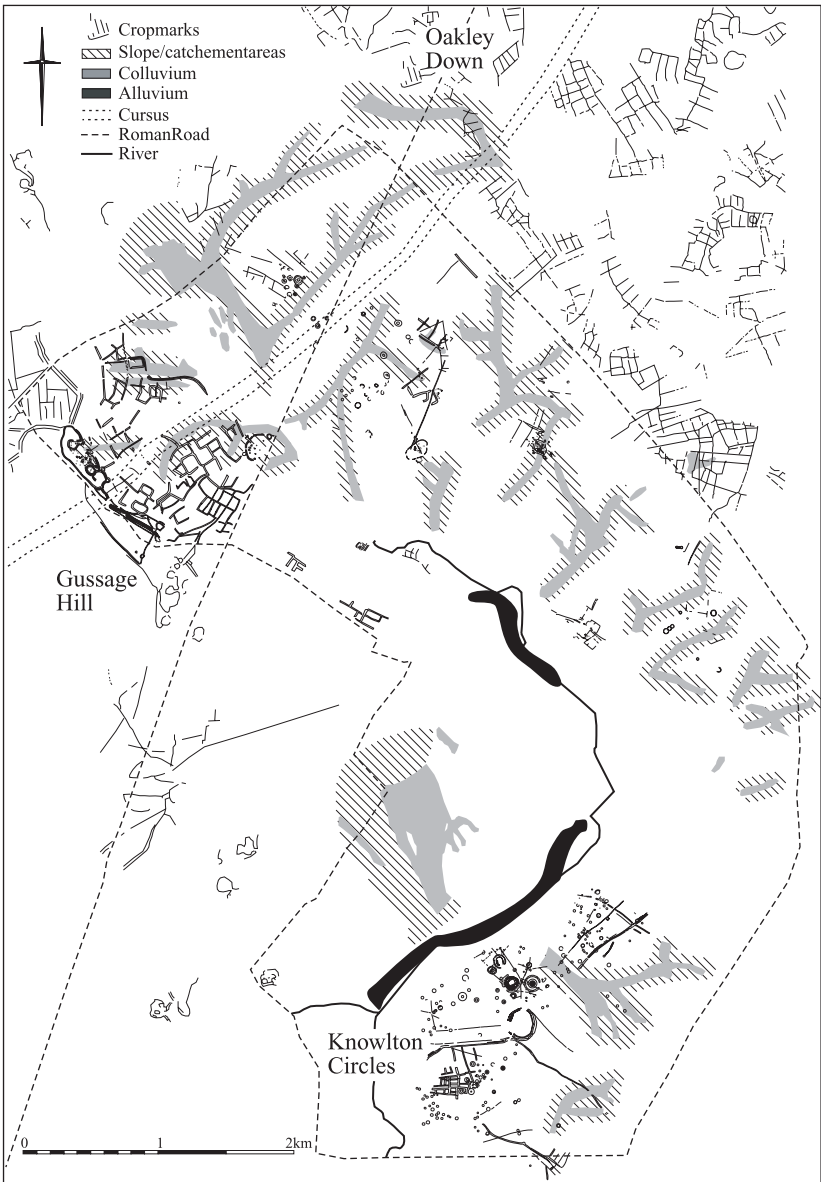 Cropmarks
Slope/catchementareas
Colluvium
Alluvium
Cursus
RomanRoad
River
Oakley
Down
Gussage
Hill
Knowlton
Circles
0 1 2km